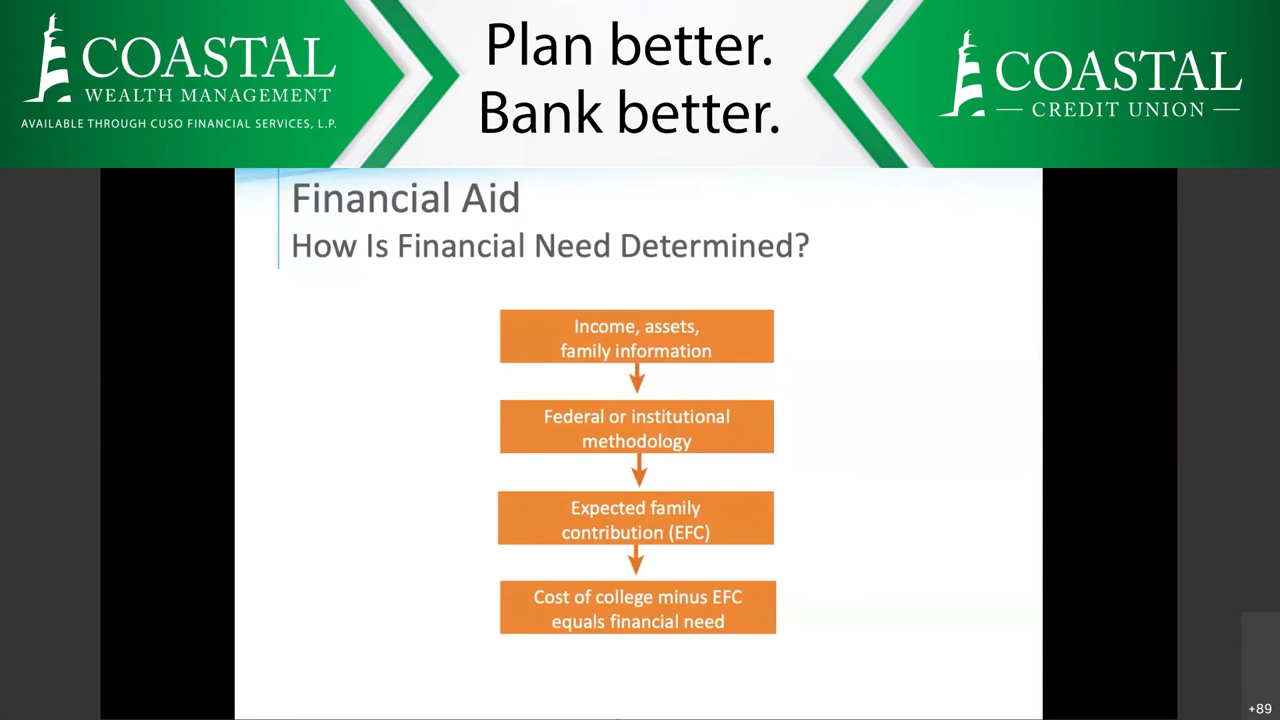 COASTAL
WEALTH MANAGEMENT
AVAILABLE THROUGH CUSO FINANCIAL SERVICES, L.P.
Plan better.
Bank better.
COASTAL
CREDIT UNION
Financial Aid
How Is Financial Need Determined?
Income, assets,
family information
Federal or institutional
methodology
Expected family
contribution (EFC)
Cost of college minus EFC
equals financial need
+89